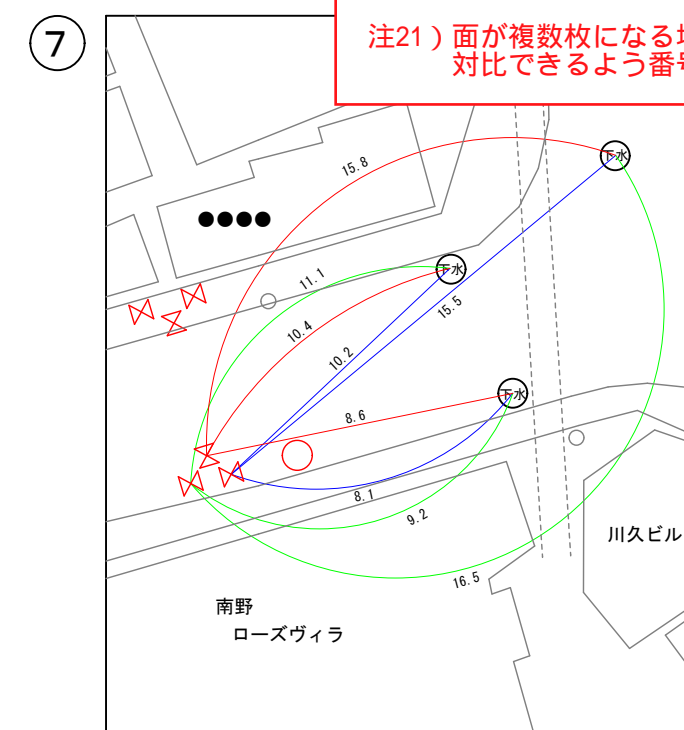 7
注21）面が複数枚になる
対比できるよう番
下水
15.8
●●●●
11.1
下水
15.5
10.4
10.2
下水
8.6
8.1
9.2
川久ビル
16.5
南野
ローズヴィラ